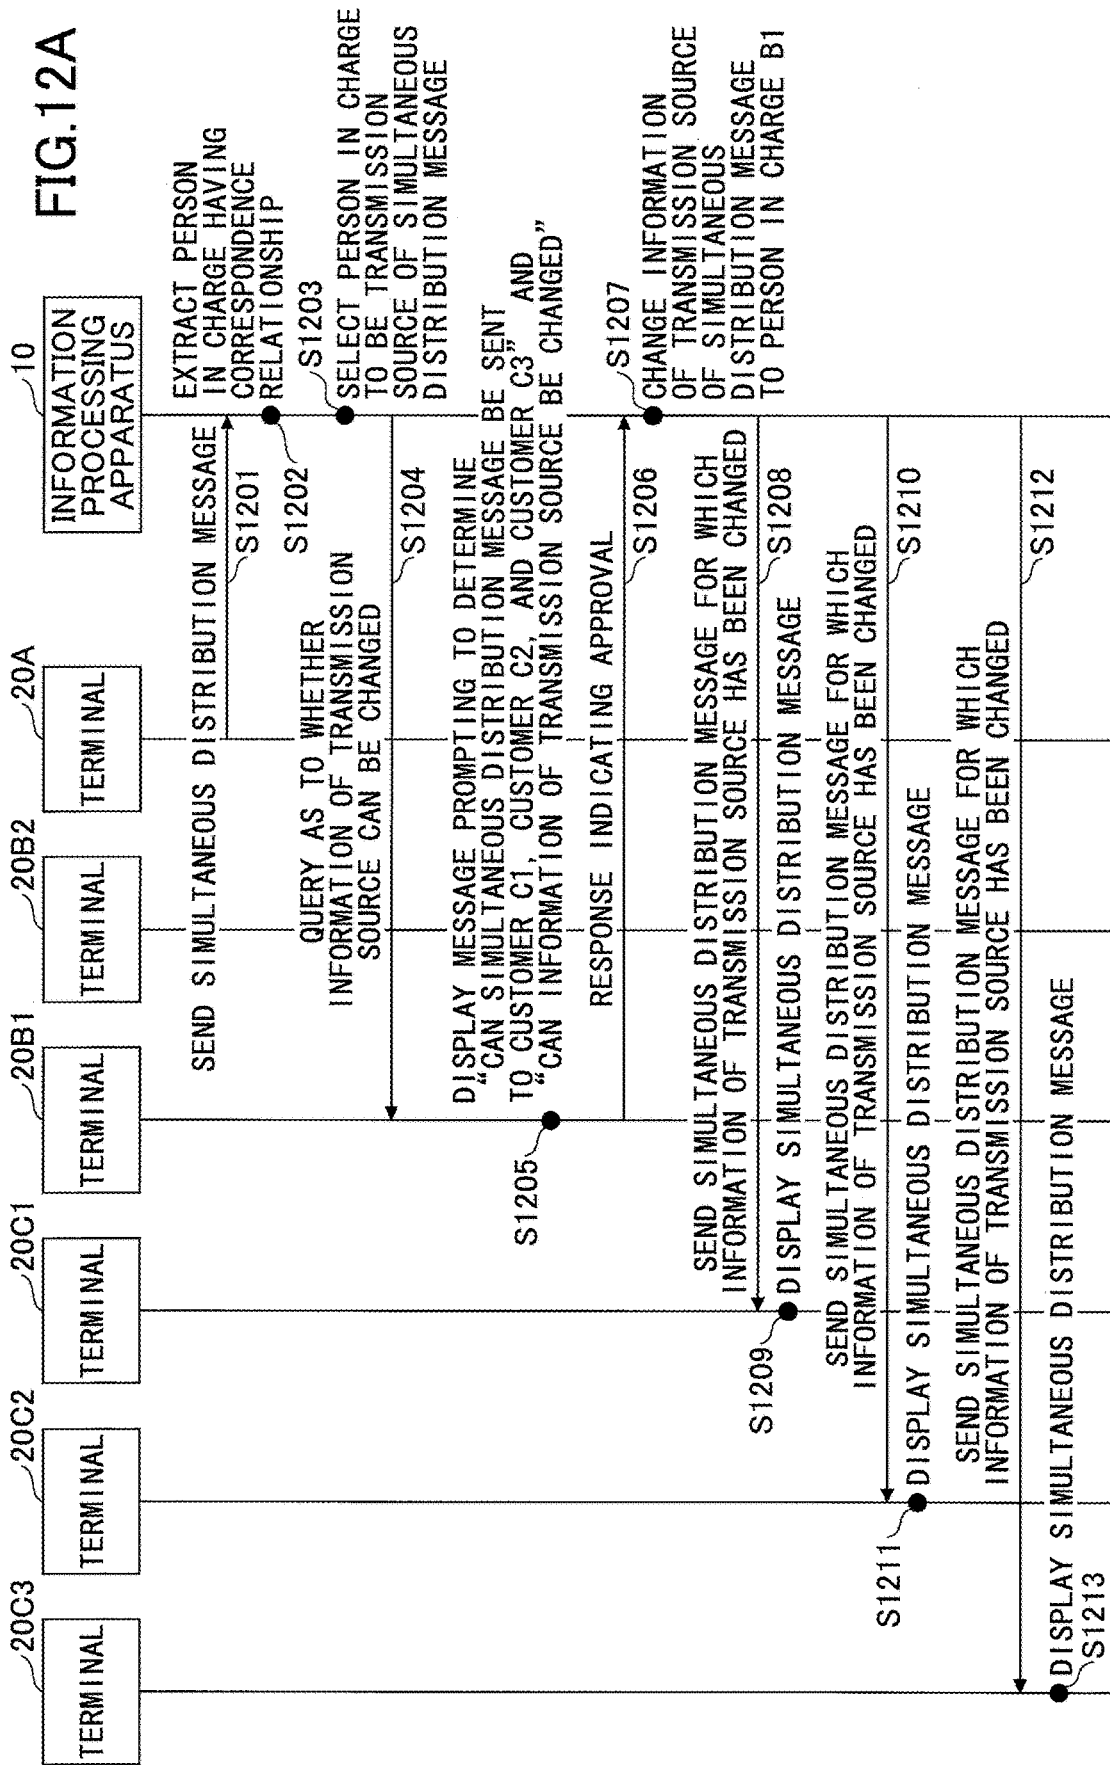 FIG.12A
20C3
TERMINAL
20C2
TERMINAL
20C1
TERMINAL
20B1
TERMINAL
20B2
TERMINAL
20A
TERMINAL
10
INFORMATION
PROCESSING
APPARATUS
SEND SIMULTANEOUS DISTRIBUTION MESSAGE
S1201
EXTRACT PERSON
IN CHARGE HAVING
CORRESPONDENCE
RELATIONSHIP
S1202
S1203
SELECT PERSON IN CHARGE
TO BE TRANSMISSION
SOURCE OF SIMULTANEOUS
DISTRIBUTION MESSAGE
QUERY AS TO WHETHER
INFORMATION OF TRANSMISSION
SOURCE CAN BE CHANGED
S1204
DISPLAY MESSAGE PROMPTING TO DETERMINE
“CAN SIMULTANEOUS DISTRIBUTION MESSAGE BE SENT
TO CUSTOMER C1, CUSTOMER C2, AND CUSTOMER C3” AND
“CAN INFORMATION OF TRANSMISSION SOURCE BE CHANGED”
S1205
RESPONSE INDICATING APPROVAL
S1206
S1207
CHANGE INFORMATION
OF TRANSMISSION SOURCE
OF SIMULTANEOUS
DISTRIBUTION MESSAGE
TO PERSON IN CHARGE B1
SEND SIMULTANEOUS DISTRIBUTION MESSAGE FOR WHICH
INFORMATION OF TRANSMISSION SOURCE HAS BEEN CHANGED
S1208
S1209
DISPLAY SIMULTANEOUS DISTRIBUTION MESSAGE
SEND SIMULTANEOUS DISTRIBUTION MESSAGE FOR WHICH
INFORMATION OF TRANSMISSION SOURCE HAS BEEN CHANGED
S1210
S1211
DISPLAY SIMULTANEOUS DISTRIBUTION MESSAGE
SEND SIMULTANEOUS DISTRIBUTION MESSAGE FOR WHICH
INFORMATION OF TRANSMISSION SOURCE HAS BEEN CHANGED
S1212
DISPLAY SIMULTANEOUS DISTRIBUTION MESSAGE
S1213